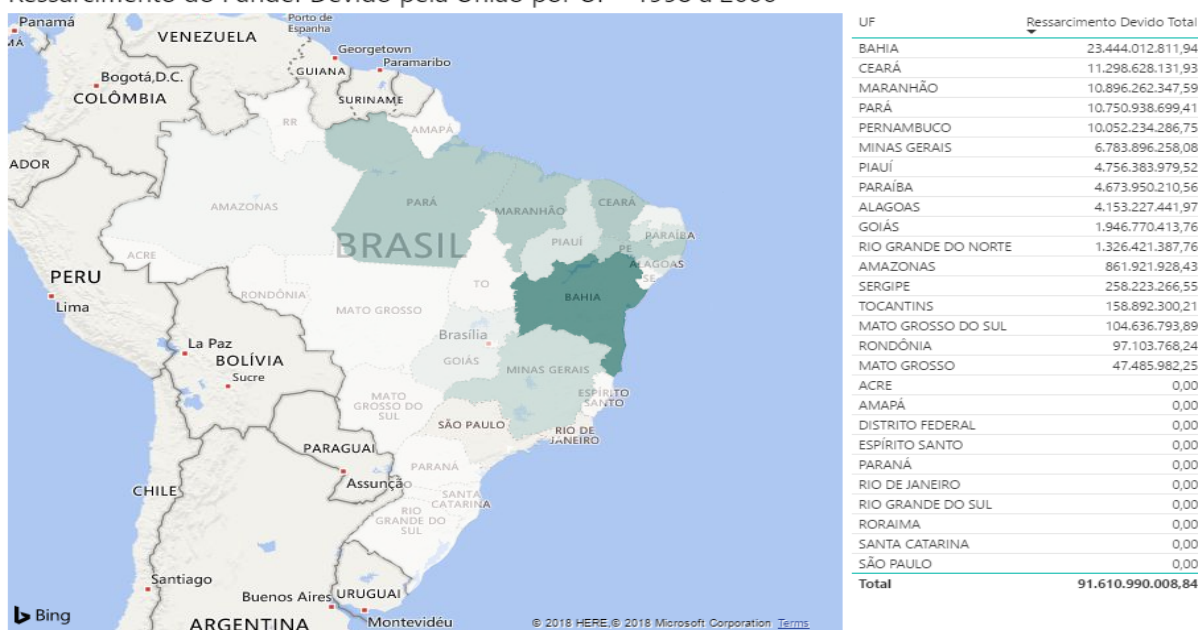 Panamá
MÁ
VENEZUELA
Porto de
Espanha
Georgetown
Paramaribo
GUIANA
Bogotá,D.C.
COLÔMBIA
SURINAME
RR
AMAPÁ
ADOR
AMAZONAS
PARÁ
MARANHÃO
CEARÁ
BRASIL
PIAUÍ
PARAÍBA
PE
ALAGOAS
SE
ACRE
PERU
TO
RONDÔNIA
BAHIA
Lima
MATO GROSSO
Brasília
La Paz
BOLÍVIA
GOIÁS
MINAS GERAIS
Sucre
MATO
GROSSO DO
SUL
ESPÍRITO
SANTO
SÃO PAULO
RIO DE
JANEIRO
PARAGUAI
PARANÁ
Assunção
CHILE
SANTA
CATARINA
RIO
GRANDE DO
SUL
Santiago
Buenos Aires
URUGUAI
Bing
ARGENTINA
Montevidéu
© 2018 HERE,© 2018 Microsoft Corporation Terms
UF Ressarcimento Devido Total
BAHIA 23.444.012.811,94
CEARÁ 11.298.628.131,93
MARANHÃO 10.896.262.347,59
PARÁ 10.750.938.699,41
PERNAMBUCO 10.052.234.286,75
MINAS GERAIS 6.783.896.258,08
PIAUÍ 4.756.383.979,52
PARAÍBA 4.673.950.210,56
ALAGOAS 4.153.227.441,97
GOIÁS 1.946.770.413,76
RIO GRANDE DO NORTE 1.326.421.387,76
AMAZONAS 861.921.928,43
SERGIPE 258.223.266,55
TOCANTINS 158.892.300,21
MATO GROSSO DO SUL 104.636.793,89
RONDÔNIA 97.103.768,24
MATO GROSSO 47.485.982,25
ACRE 0,00
AMAPÁ 0,00
DISTRITO FEDERAL 0,00
ESPÍRITO SANTO 0,00
PARANÁ 0,00
RIO DE JANEIRO 0,00
RIO GRANDE DO SUL 0,00
RORAIMA 0,00
SANTA CATARINA 0,00
SÃO PAULO 0,00
Total 91.610.990.008,84